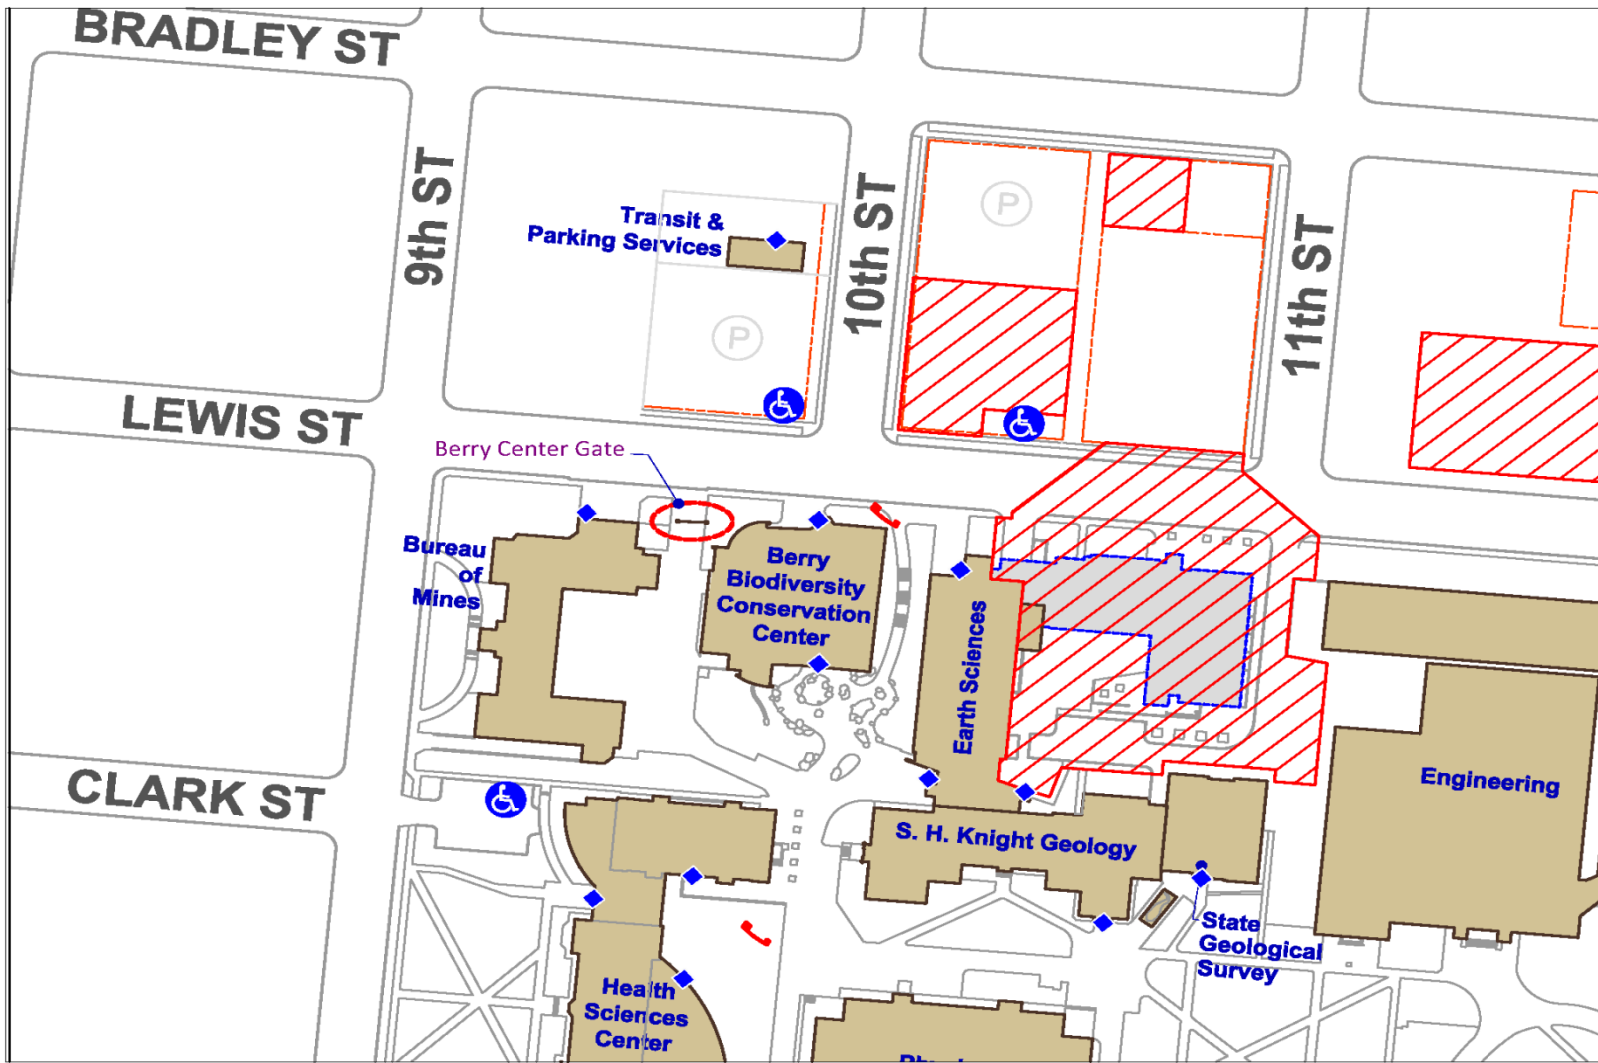 BRADLEY ST
9th ST
Transit &
Parking Services
P
10th ST
P
11th ST
LEWIS ST
Berry Center Gate
Bureau
of
Mines
Berry
Biodiversity
Conservation
Center
Earth Sciences
Engineering
CLARK ST
S. H. Knight Geology
State
Geological
Survey
Health
Sciences
Center